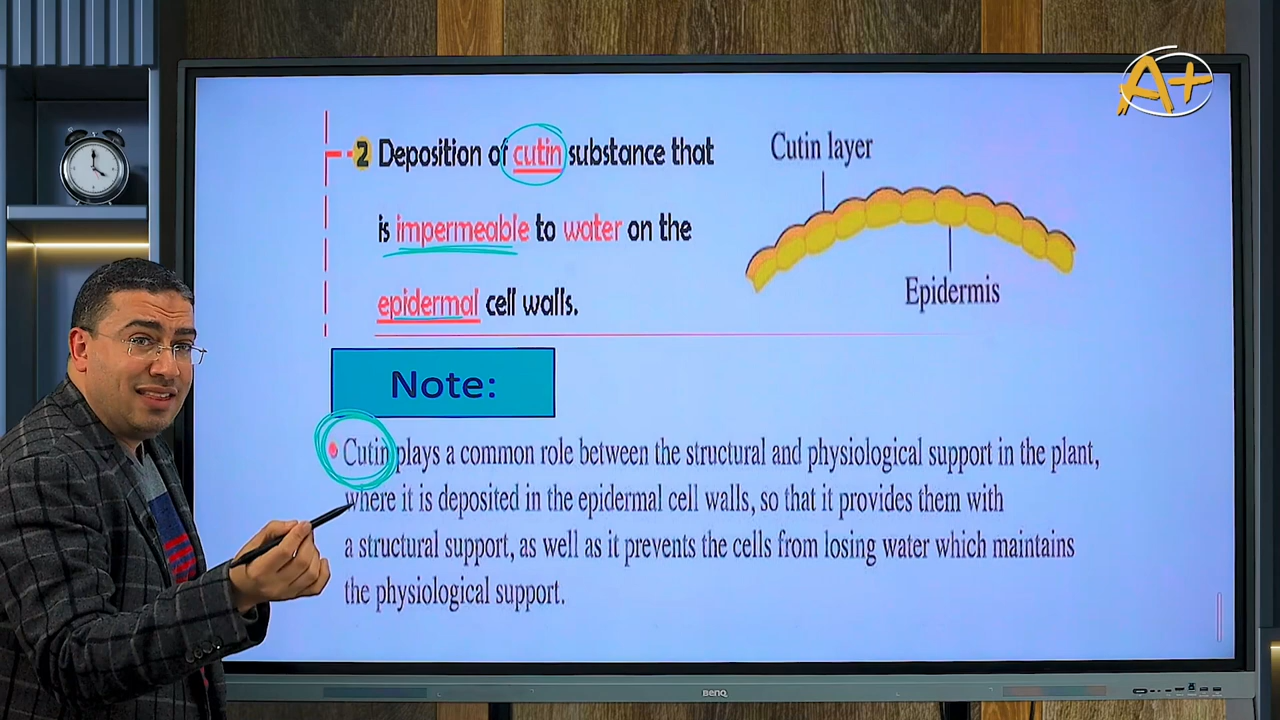 A+
2 Deposition of cutin substance that
is impermeable to water on the
epidermal cell walls.
Cutin layer
Epidermis
Note:
• Cutin plays a common role between the structural and physiological support in the plant,
where it is deposited in the epidermal cell walls, so that it provides them with
a structural support, as well as it prevents the cells from losing water which maintains
the physiological support.
BenQ